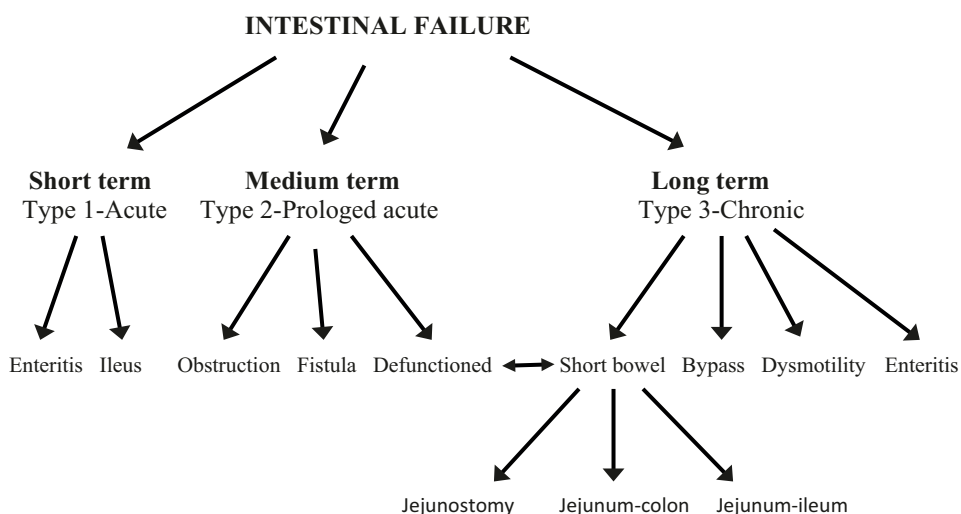 INTESTINAL FAILURE
Short term
Type 1-Acute
Medium term
Type 2-Prologed acute
Long term
Type 3-Chronic
Enteritis
Ileus
Obstruction
Fistula
Defunctioned
Short bowel
Bypass
Dysmotility
Enteritis
Jejunostomy
Jejunum-colon
Jejunum-ileum